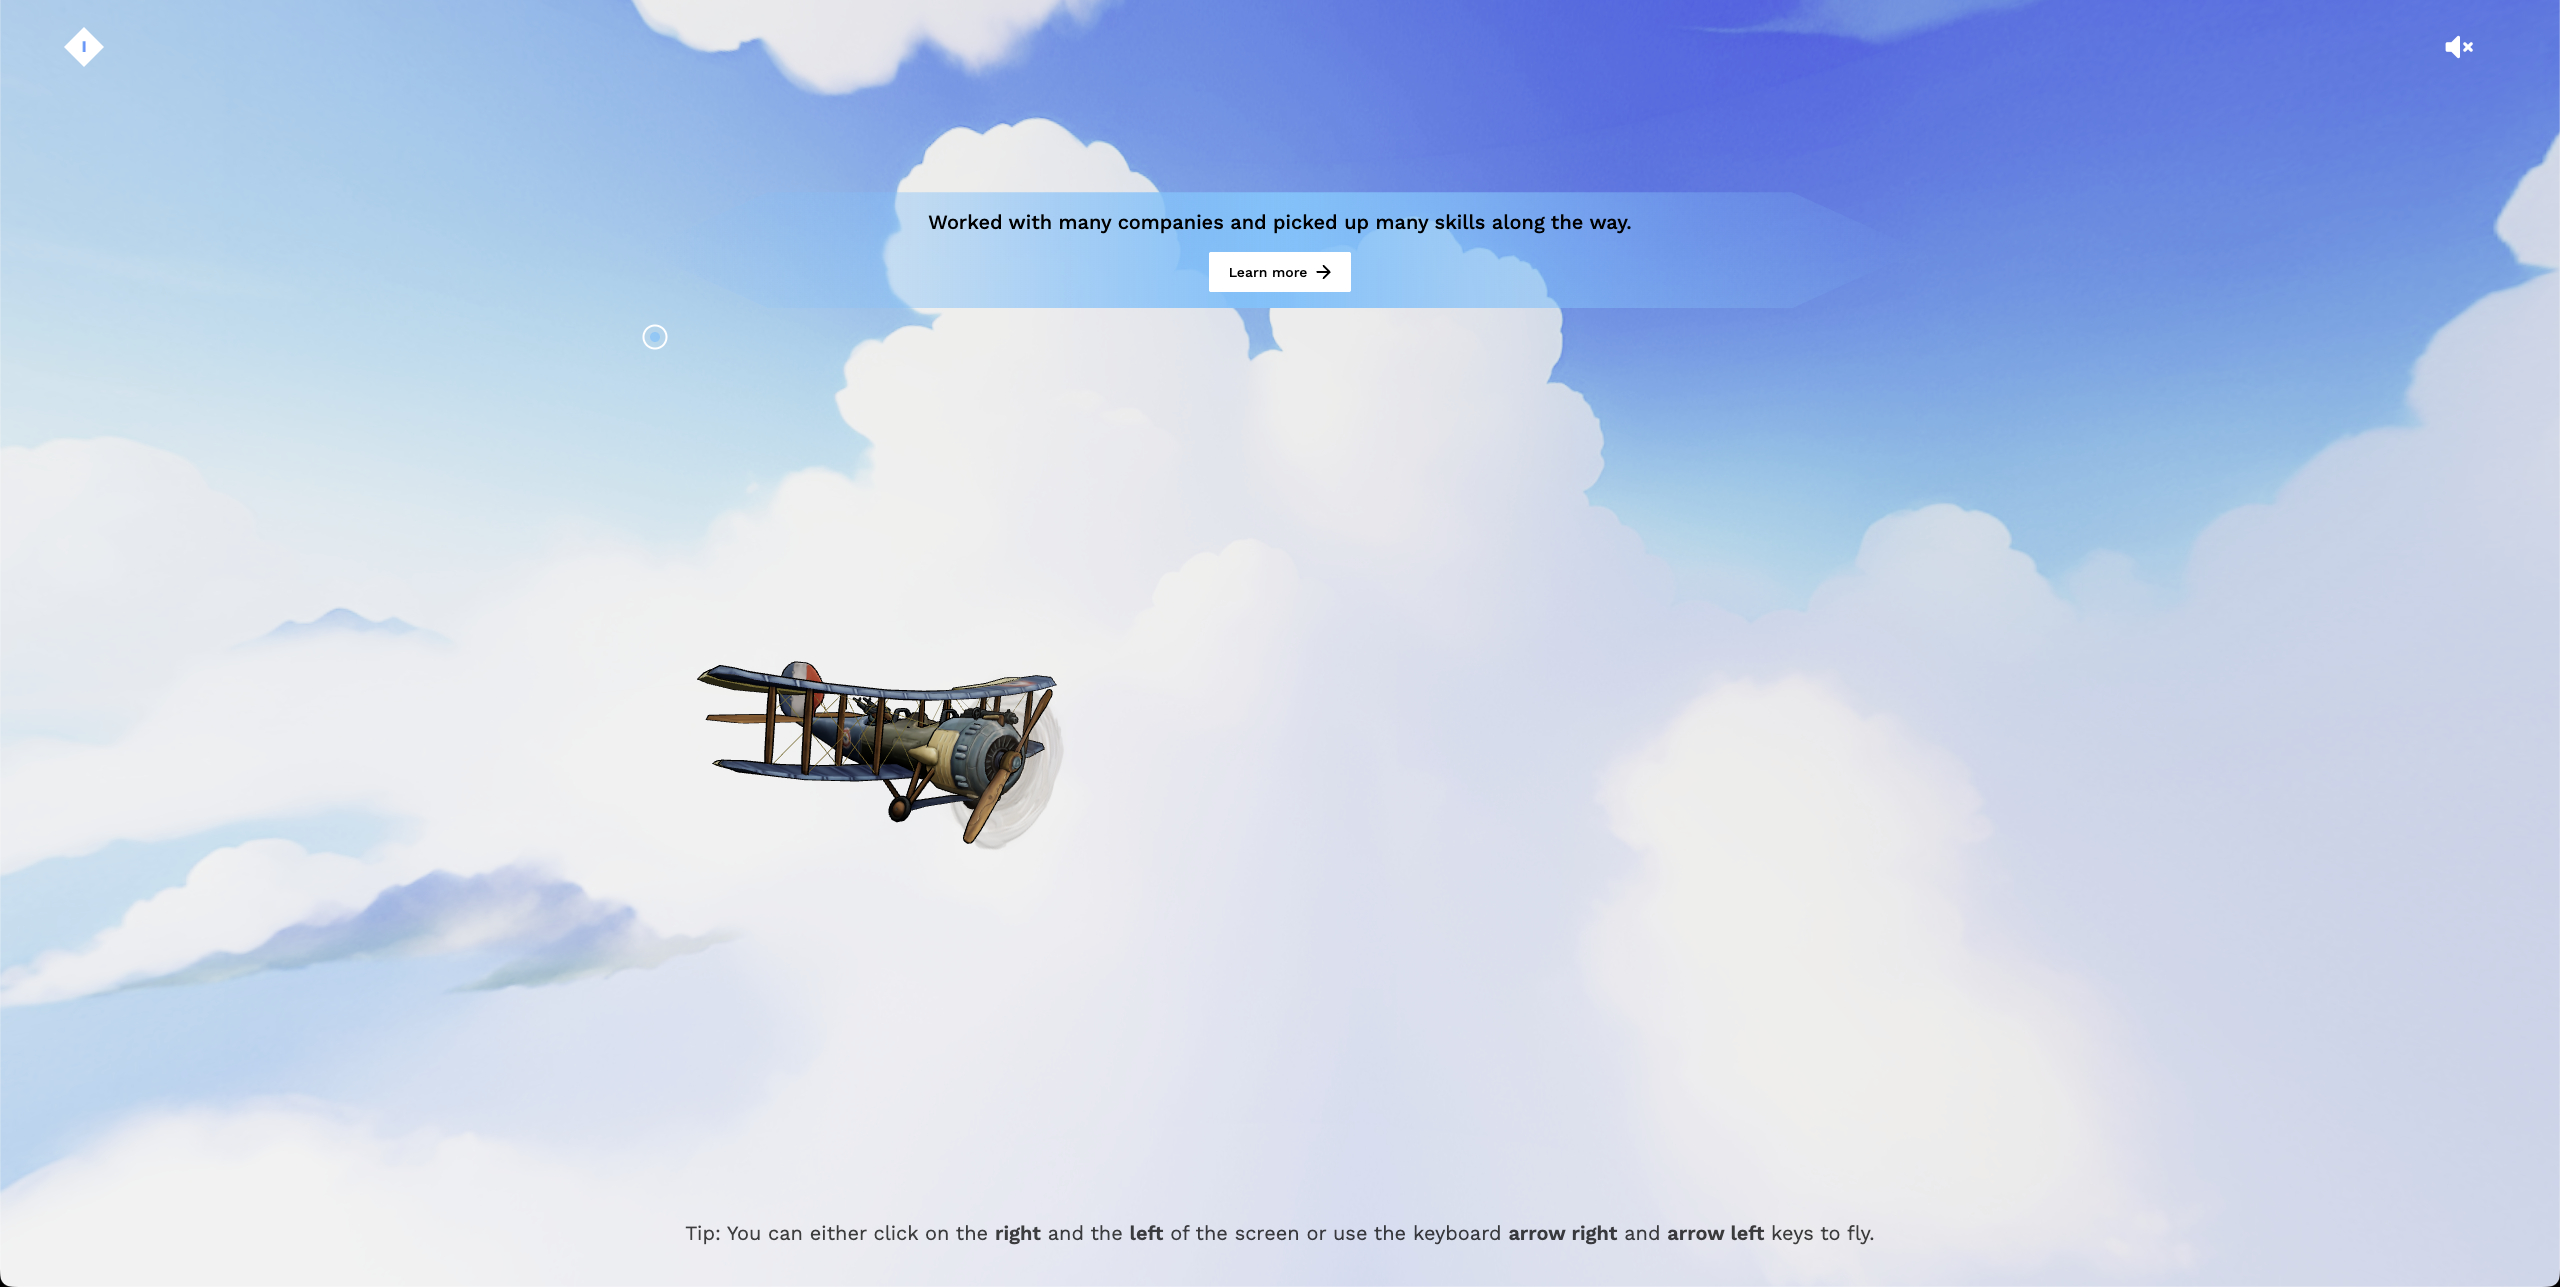 I
Worked with many companies and picked up many skills along the way.
Learn more
Tip: You can either click on the right and the left of the screen or use the keyboard arrow right and arrow left keys to fly.